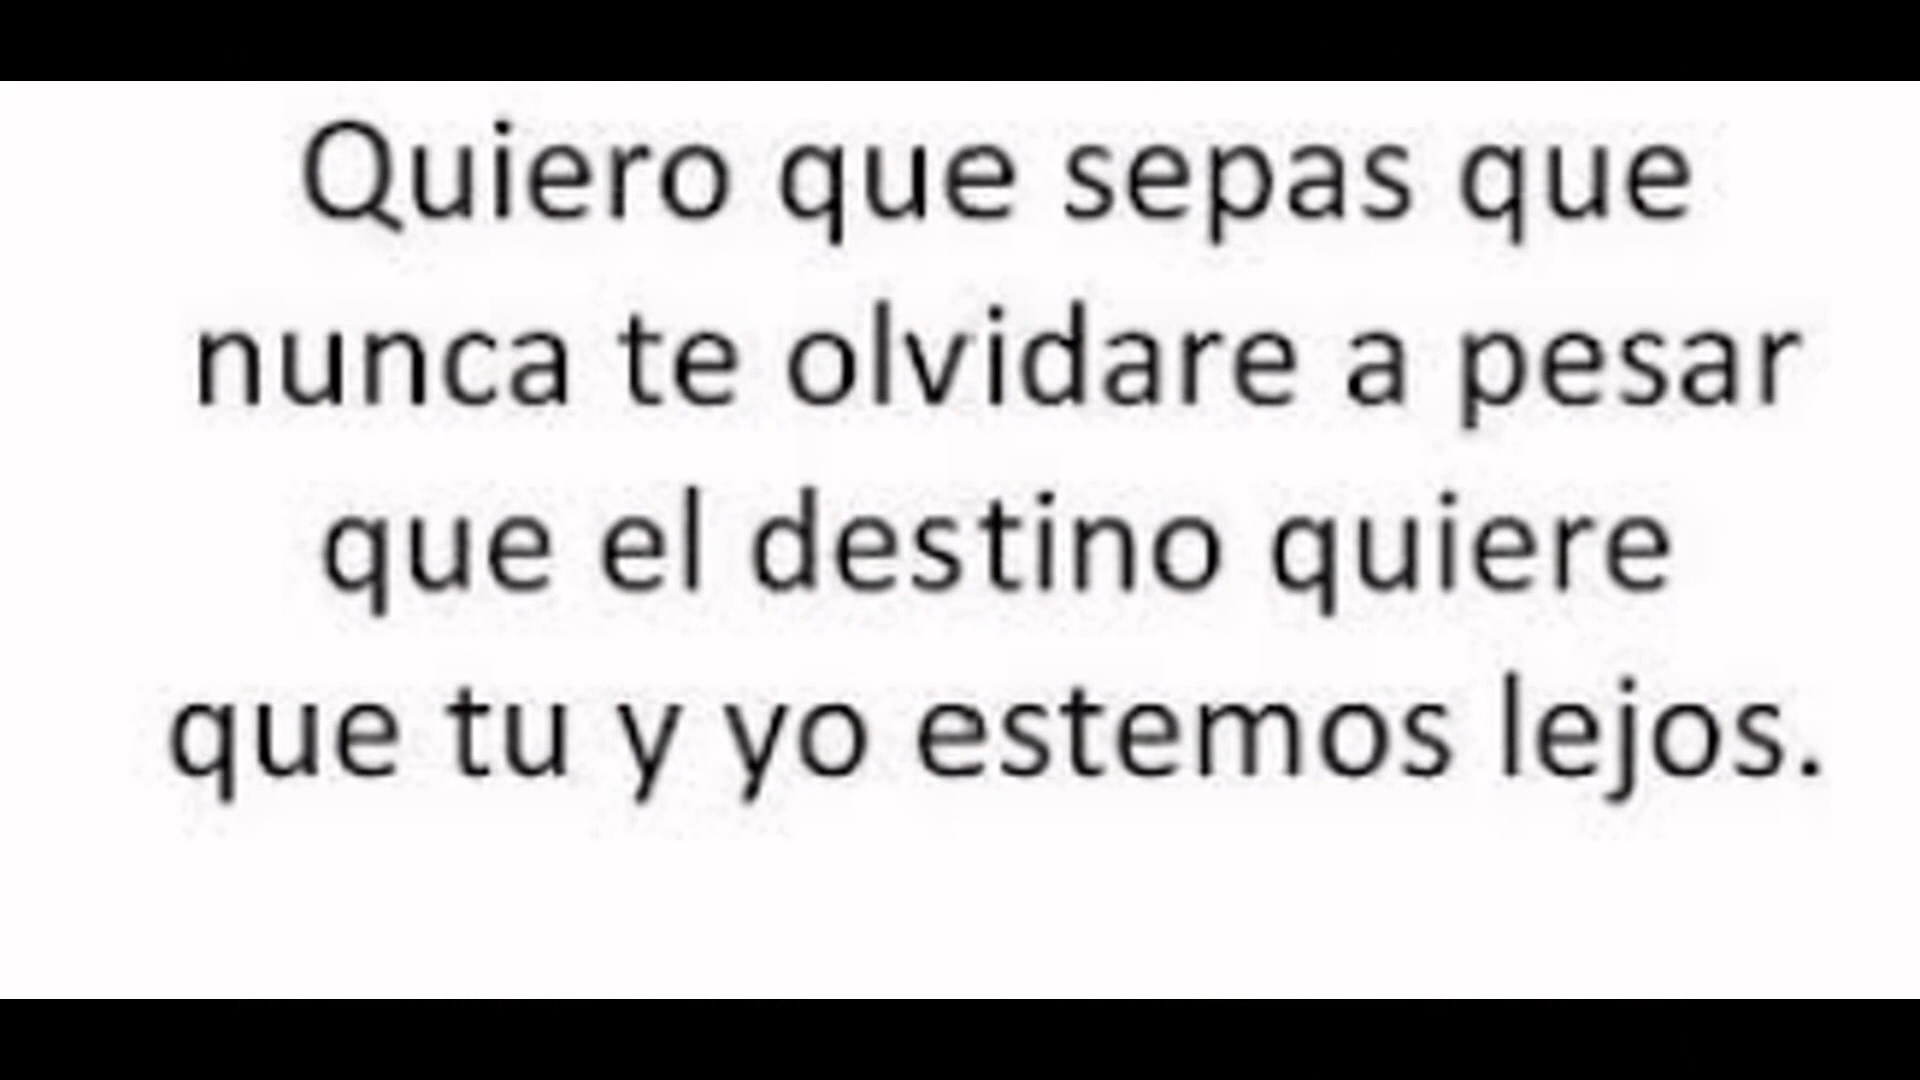 Quiero que sepas que
nunca te olvidare a pesar
que el destino quiere
que tu y yo estemos lejos.